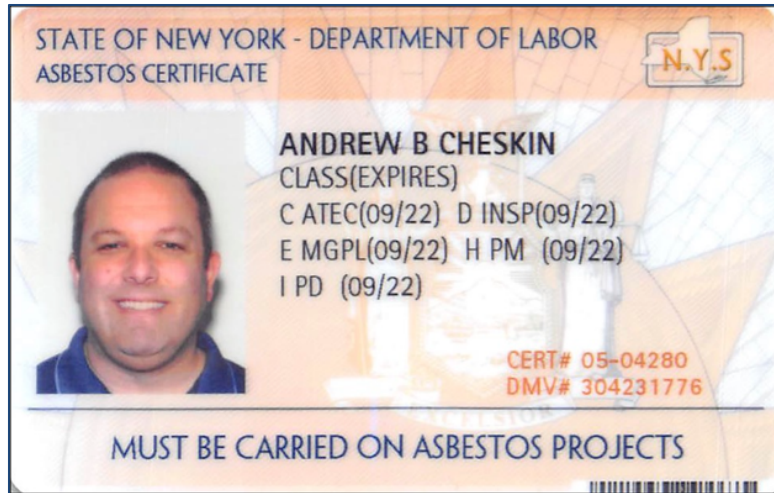 STATE OF NEW YORK - DEPARTMENT OF LABOR
ASBESTOS CERTIFICATE
N.Y.S
ANDREW B CHESKIN
CLASS(EXPIRES)
C ATEC(09/22) D INSP(09/22)
E MGPL(09/22) H PM (09/22)
I PD (09/22)
CERT# 05-04280
DMV# 304231776
EXCELSIOR
MUST BE CARRIED ON ASBESTOS PROJECTS